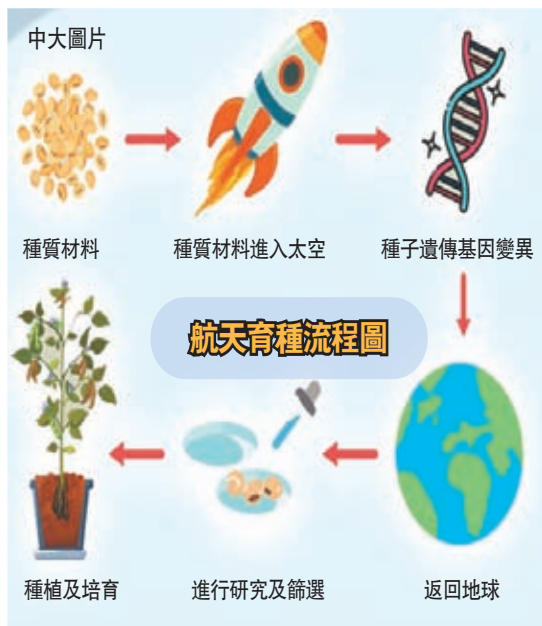 中大圖片
種質材料
種質材料進入太空
種子遺傳基因變異
航天育種流程圖
返回地球
進行研究及篩選
種植及培育